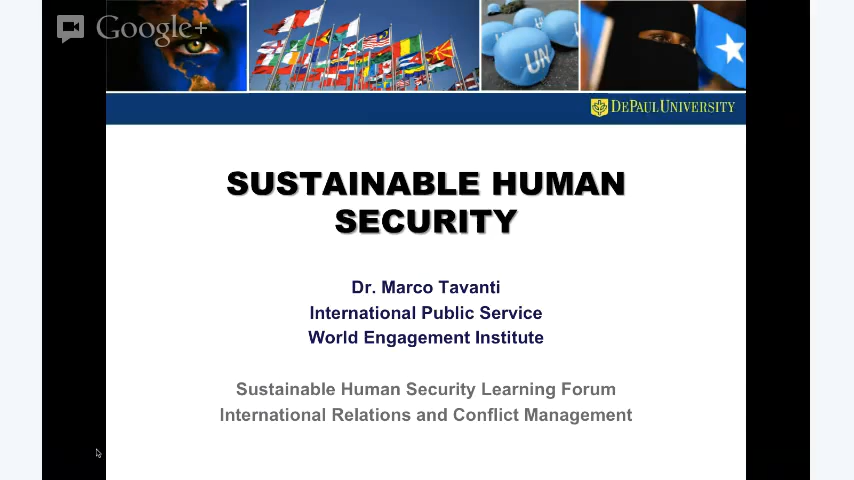 Google+
UN
DEPAUL UNIVERSITY
SUSTAINABLE HUMAN
SECURITY
Dr. Marco Tavanti
International Public Service
World Engagement Institute
Sustainable Human Security Learning Forum
International Relations and Conflict Management